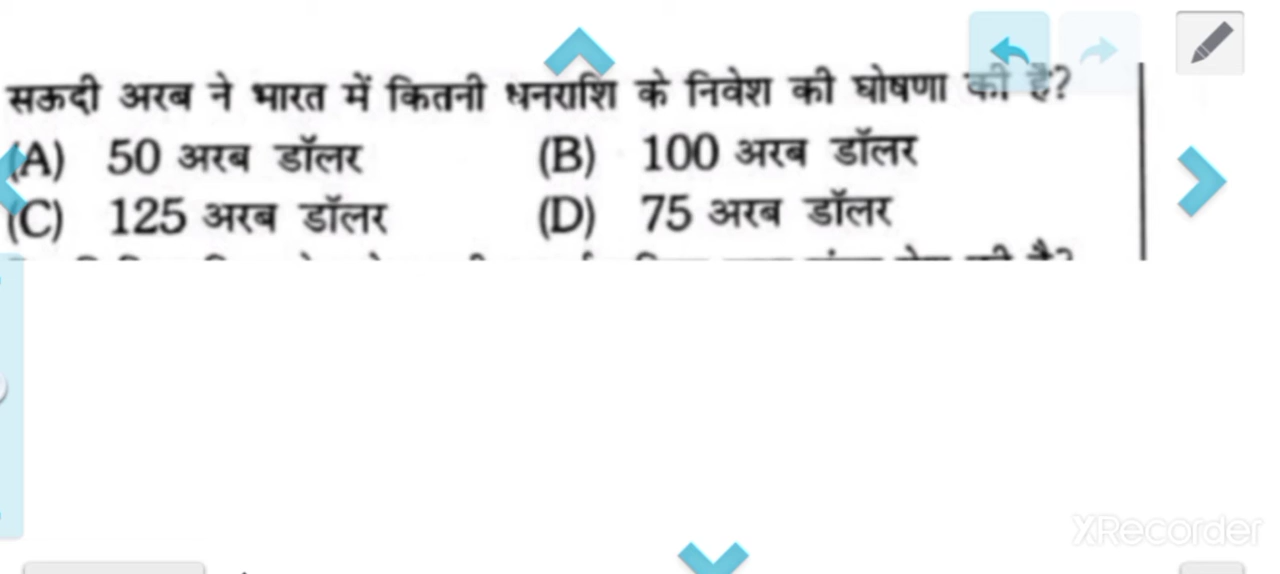 सऊदी अरब ने भारत में कितनी धनराशि के निवेश की घोषणा की है?
(A) 50 अरब डॉलर (B) 100 अरब डॉलर
(C) 125 अरब डॉलर (D) 75 अरब डॉलर
XRecorder